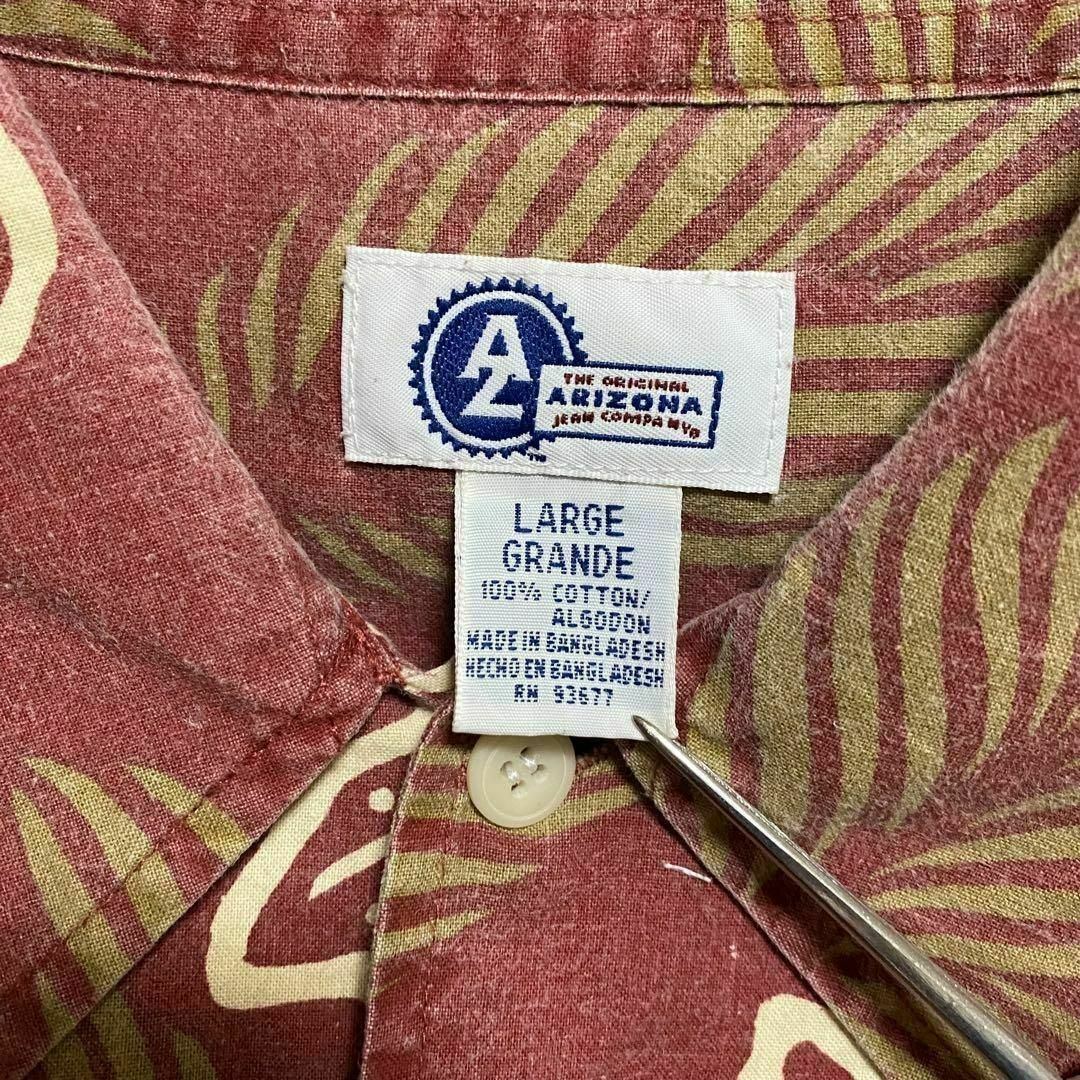 AZ
THE ORIGINAL
ARIZONA
JEAN COMPANY®
TM
LARGE
GRANDE
100% COTTON/
ALGODON
MADE IN BANGLADESH
HECHO EN BANGLADESH
RN 93677